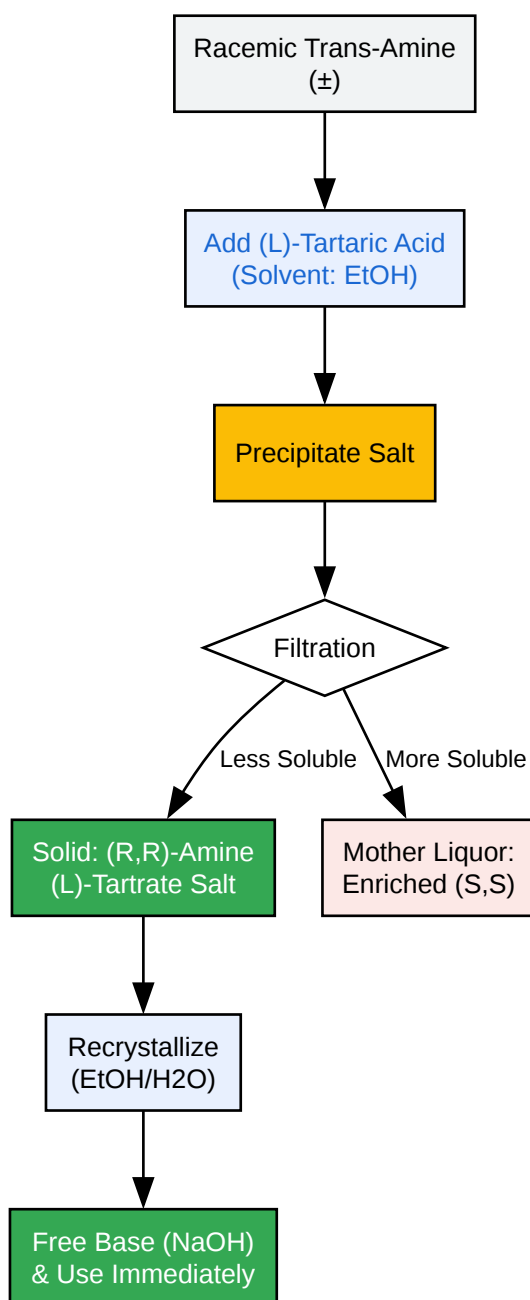 Racemic Trans-Amine
(±)
Add (L)-Tartaric Acid
(Solvent: EtOH)
Precipitate Salt
Filtration
Less Soluble
More Soluble
Solid: (R,R)-Amine
(L)-Tartrate Salt
Mother Liquor:
Enriched (S,S)
Recrystallize
(EtOH/H2O)
Free Base (NaOH)
& Use Immediately